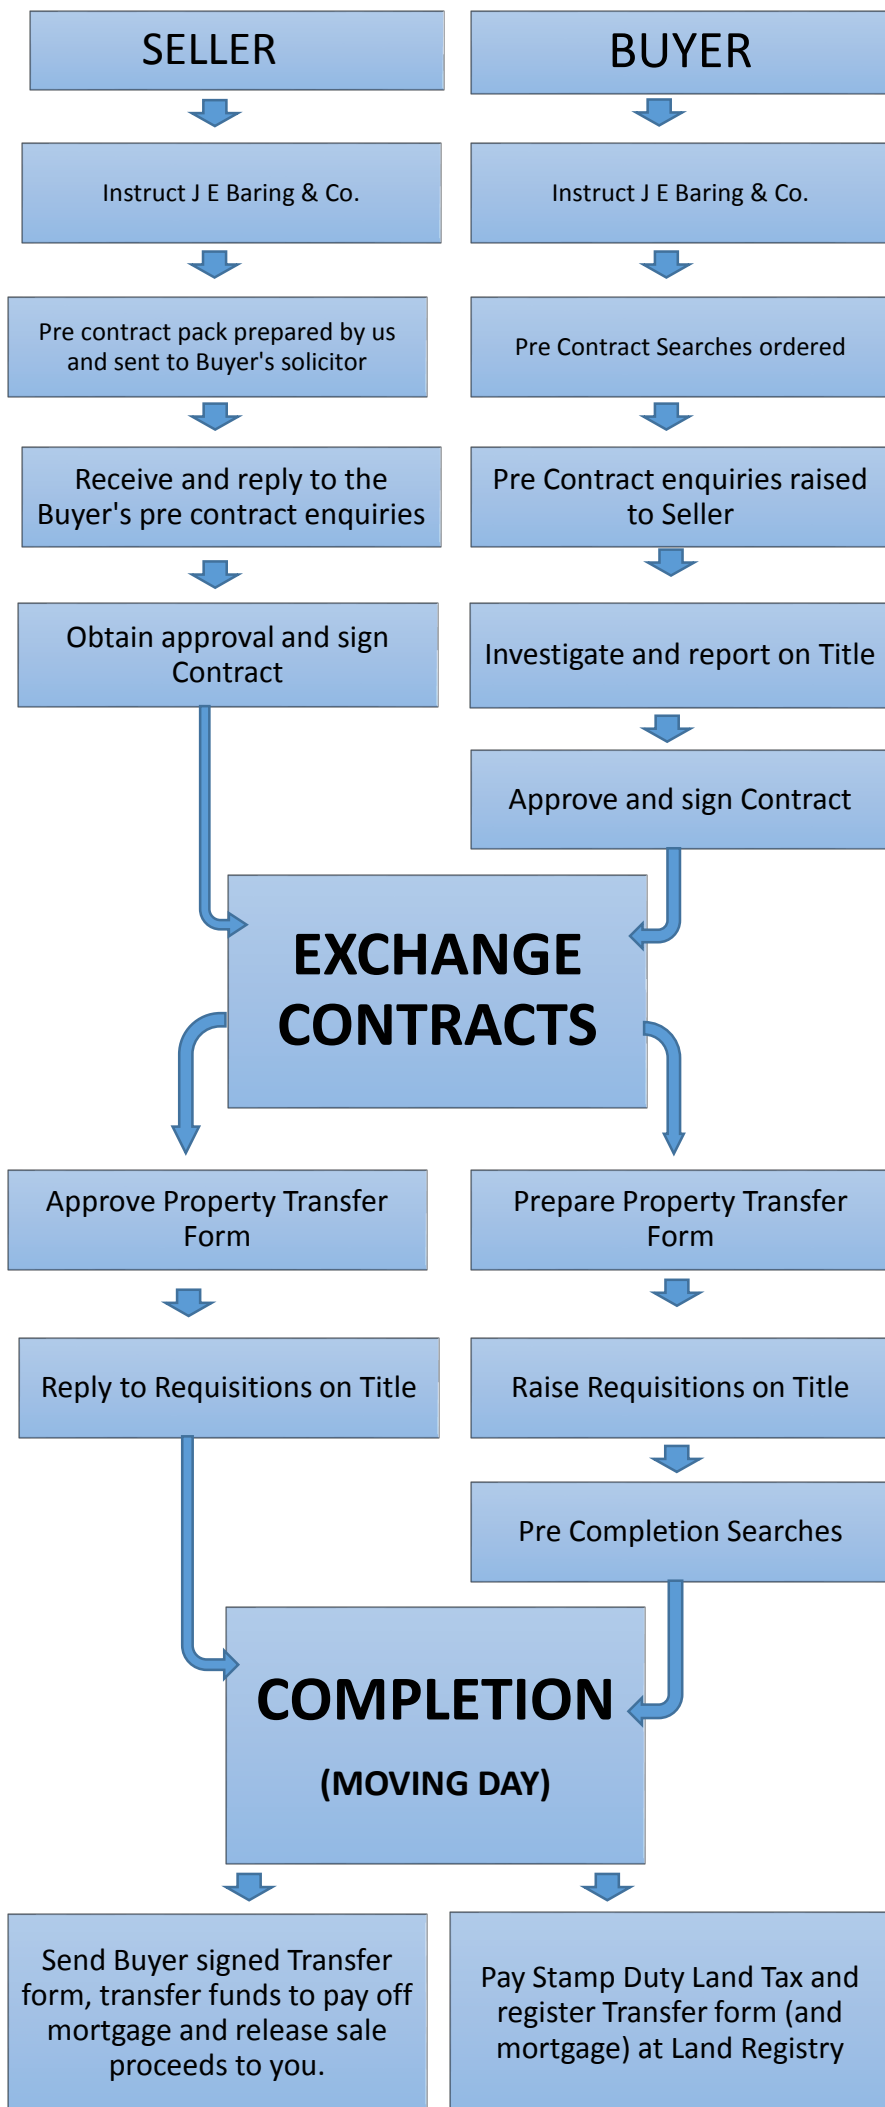 SELLER
BUYER
Instruct J E Baring & Co.
Instruct J E Baring & Co.
Pre contract pack prepared by us
and sent to Buyer's solicitor
Pre Contract Searches ordered
Receive and reply to the
Buyer's pre contract enquiries
Pre Contract enquiries raised
to Seller
Obtain approval and sign
Contract
Investigate and report on Title
Approve and sign Contract
EXCHANGE
CONTRACTS
Approve Property Transfer
Form
Prepare Property Transfer
Form
Reply to Requisitions on Title
Raise Requisitions on Title
Pre Completion Searches
COMPLETION
(MOVING DAY)
Send Buyer signed Transfer
form, transfer funds to pay off
mortgage and release sale
proceeds to you.
Pay Stamp Duty Land Tax and
register Transfer form (and
mortgage) at Land Registry